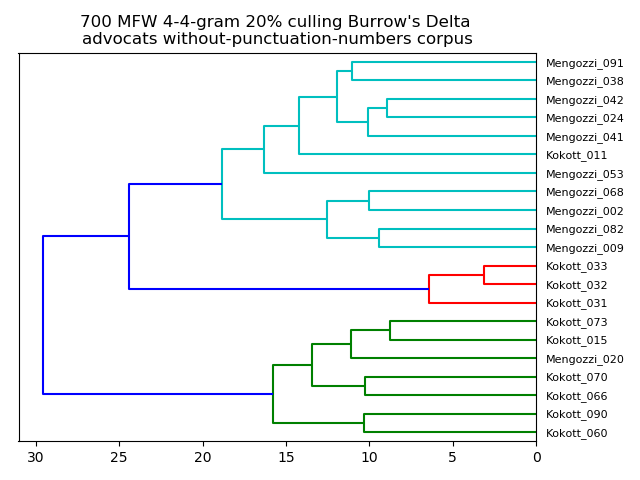 700 MFW 4-4-gram 20% culling Burrow's Delta
advocats without-punctuation-numbers corpus
Mengozzi_091
Mengozzi_038
Mengozzi_042
Mengozzi_024
Mengozzi_041
Kokott_011
Mengozzi_053
Mengozzi_068
Mengozzi_002
Mengozzi_082
Mengozzi_009
Kokott_033
Kokott_032
Kokott_031
Kokott_073
Kokott_015
Mengozzi_020
Kokott_070
Kokott_066
Kokott_090
Kokott_060
30 25 20 15 10 5 0